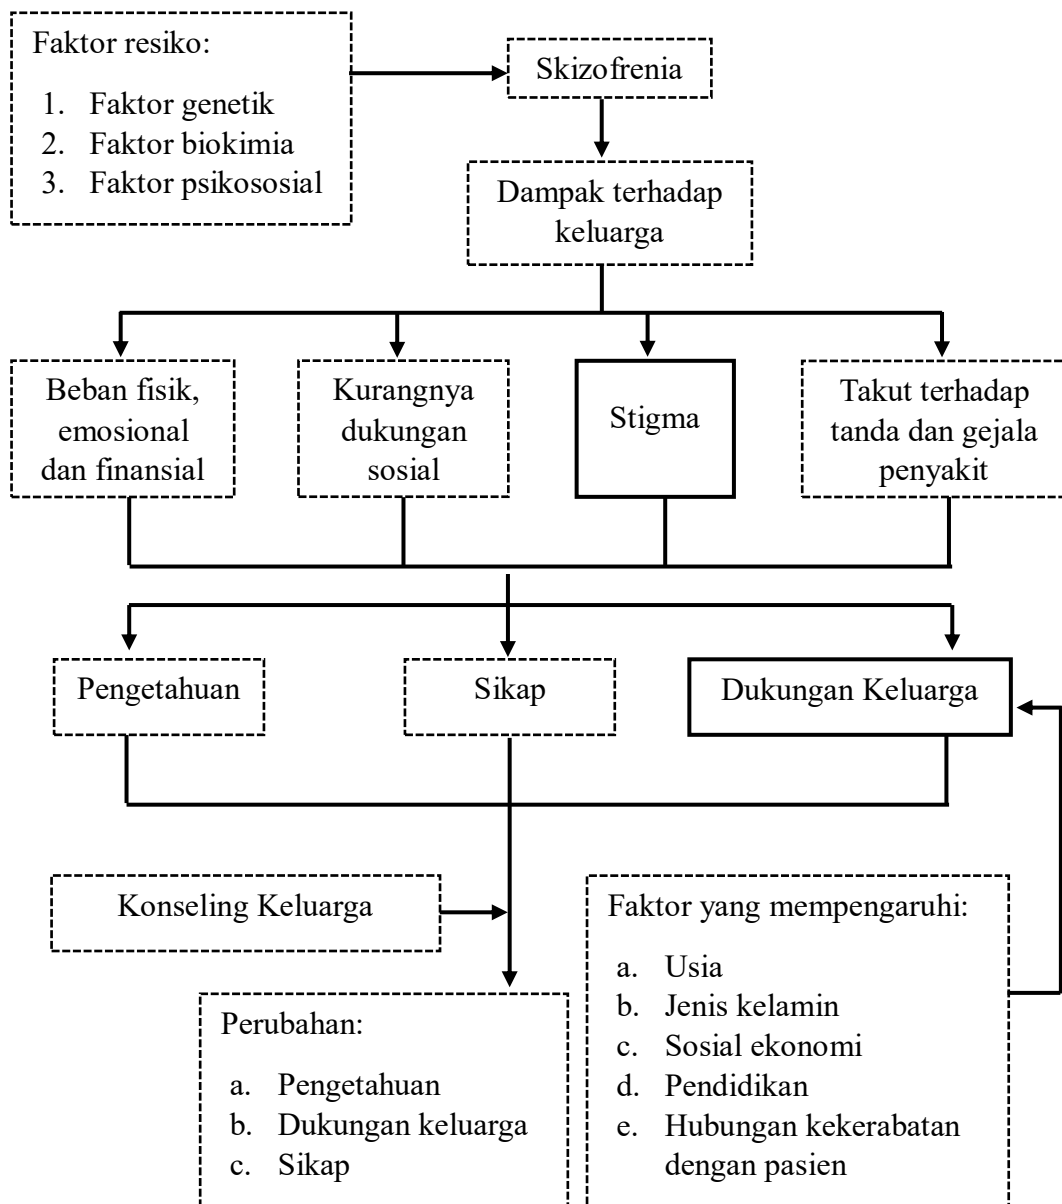 Faktor resiko:
1. Faktor genetik
2. Faktor biokimia
3. Faktor psikososial
Skizofrenia
Dampak terhadap
keluarga
Beban fisik,
emosional
dan finansial
Kurangnya
dukungan
sosial
Stigma
Takut terhadap
tanda dan gejala
penyakit
Pengetahuan
Sikap
Dukungan Keluarga
Konseling Keluarga
Faktor yang mempengaruhi:
a. Usia
b. Jenis kelamin
c. Sosial ekonomi
d. Pendidikan
e. Hubungan kekerabatan
dengan pasien
Perubahan:
a. Pengetahuan
b. Dukungan keluarga
c. Sikap